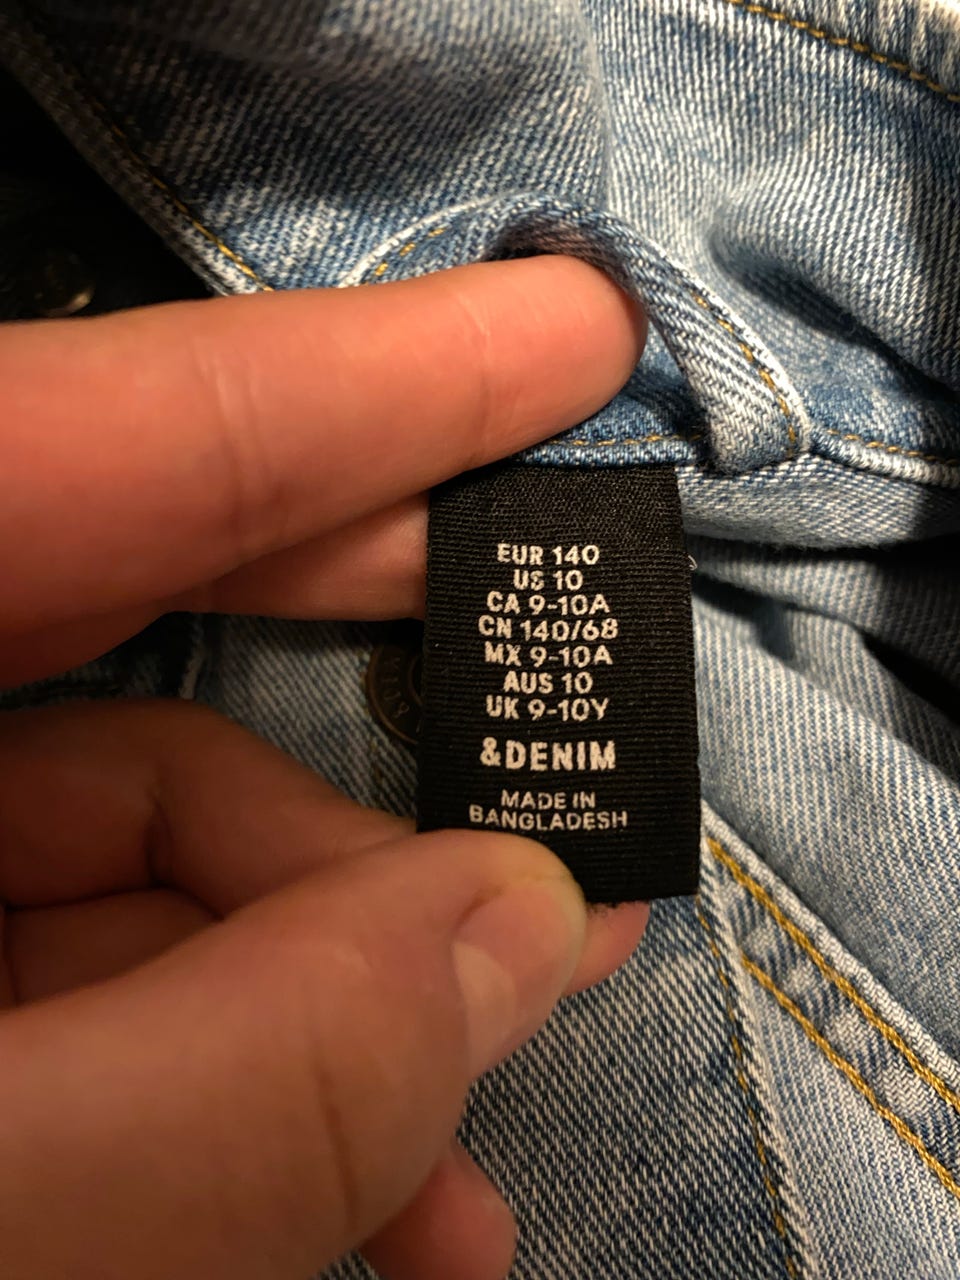 EUR 140
US 10
CA 9-10A
CN 140/68
MX 9-10A
AUS 10
UK 9-10Y
&DENIM
MADE IN
BANGLADESH